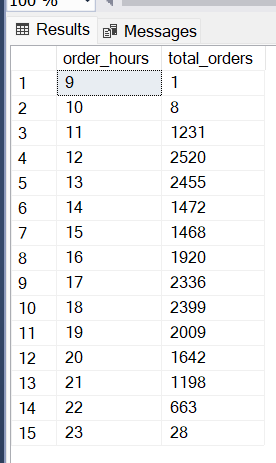 100 %
Results Messages
order_hours total_orders
1 9 1
2 10 8
3 11 1231
4 12 2520
5 13 2455
6 14 1472
7 15 1468
8 16 1920
9 17 2336
10 18 2399
11 19 2009
12 20 1642
13 21 1198
14 22 663
15 23 28